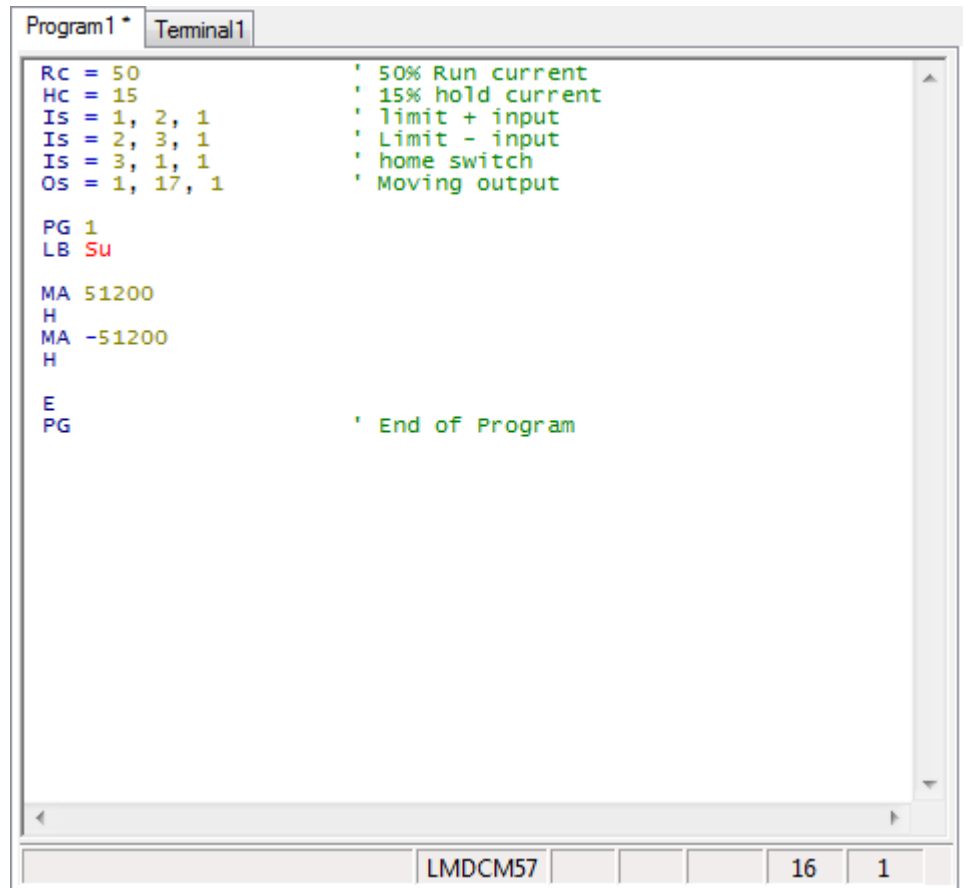 Program1 * Terminal1
Rc = 50 ' 50% Run current
Hc = 15 ' 15% hold current
Is = 1, 2, 1 ' limit + input
Is = 2, 3, 1 ' Limit - input
Is = 3, 1, 1 ' home switch
Os = 1, 17, 1 ' Moving output
PG 1
LB Su
MA 51200
H
MA -51200
H
E
PG ' End of Program
LMDCM57 16 1